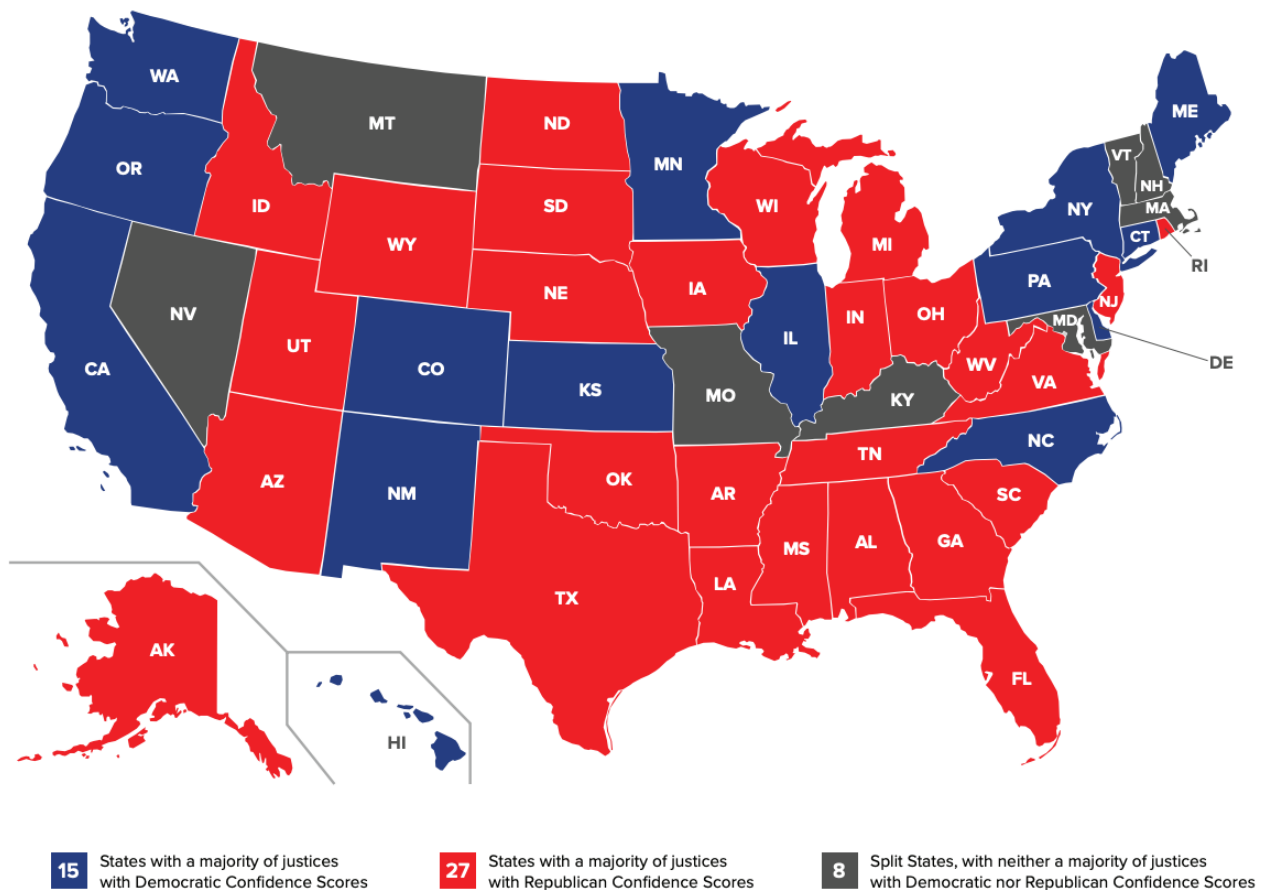 WA
ME
MT
ND
VT
MN
OR
NH
ID
SD
WI
NY
MA
CT
WY
MI
RI
PA
IA
NE
NJ
NV
OH
IN
MD
UT
IL
DE
CA
CO
WV
KS
VA
MO
KY
NC
TN
AZ
OK
NM
AR
SC
MS
AL
GA
LA
TX
AK
FL
HI
15 States with a majority of justices
with Democratic Confidence Scores
27 States with a majority of justices
with Republican Confidence Scores
8 Split States, with neither a majority of justices
with Democratic nor Republican Confidence Scores